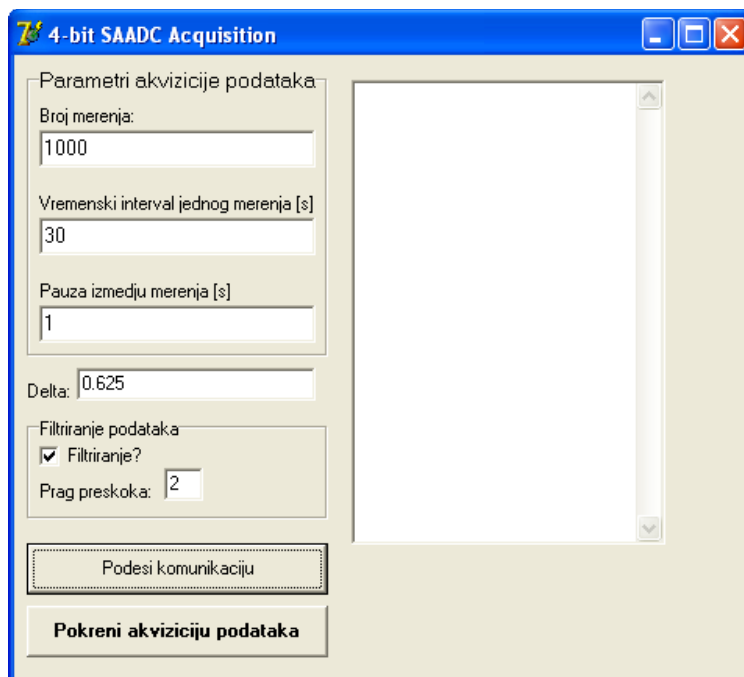 4-bit SAADC Acquisition
Parametri akvizicije podataka
Broj merenja:
1000
Vremenski interval jednog merenja [s]
30
Pauza izmedju merenja [s]
1
Delta: 0.625
Filtriranje podataka
Filtriranje?
Prag preskoka: 2
Podesi komunikaciju
Pokreni akviziciju podataka